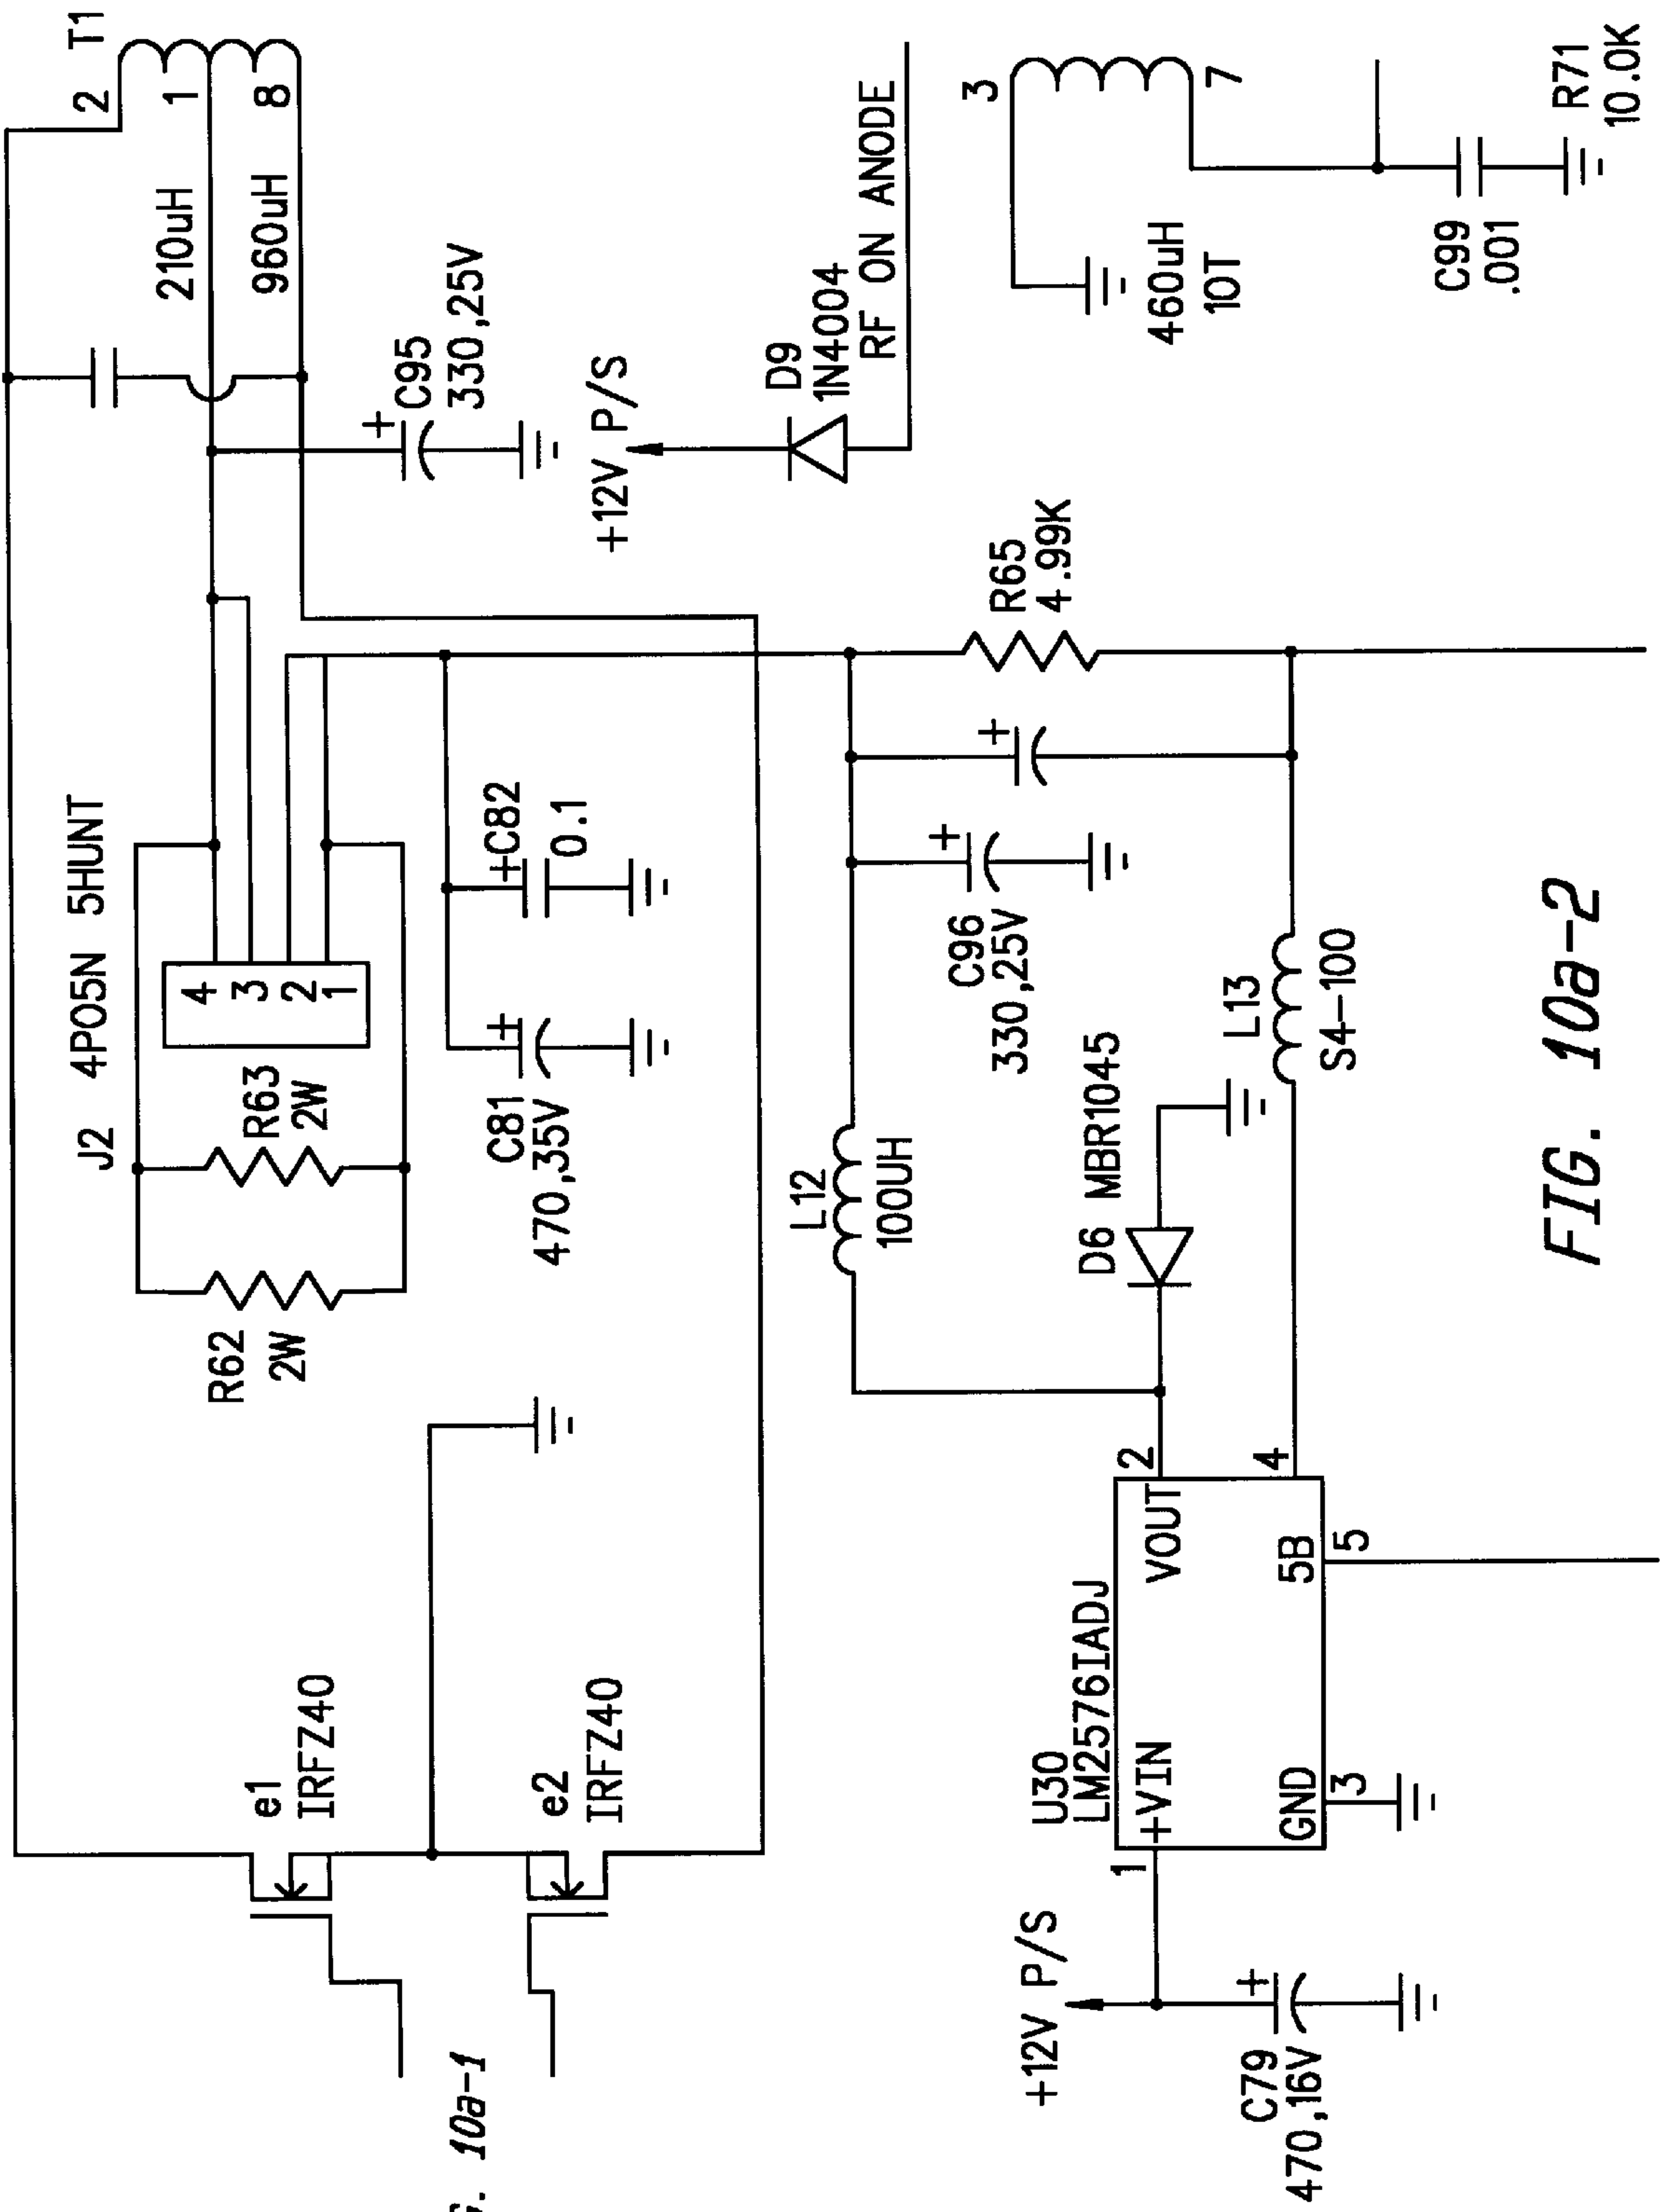 T1
2
1
8
210uH
960uH
C95
330,25V
+
+12V P/S
D9
1N4004
RF ON ANODE
3
7
460uH
10T
C99
.001
R71
10.0K
J2 4PO5N 5HUNT
4
3
2
1
R63
2W
R62
2W
C81
470,35V
+
+C82
0.1
R65
4.99K
+
+
C96
330,25V
L12
100UH
D6 MBR1045
L13
S4-100
e1
IRFZ40
e2
IRFZ40
U30
LM2576IADJ
1
+VIN
VOUT
2
4
5B
5
GND
3
+12V P/S
+
C79
470,16V
10a-1
FIG. 10a-2